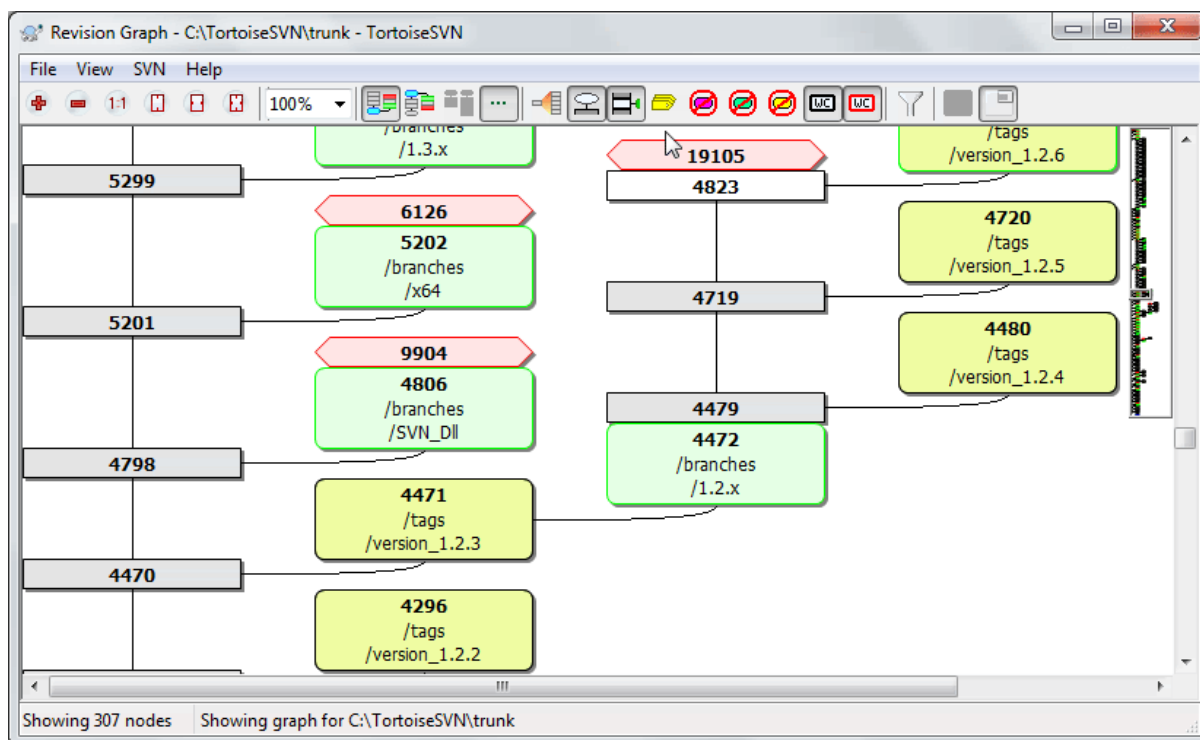 Revision Graph - C:\TortoiseSVN\trunk - TortoiseSVN
File View SVN Help
1:1
100%
...
WC
WC
/branches
/1.3.x
5299
6126
5202
/branches
/x64
5201
9904
4806
/branches
/SVN_Dll
4798
4471
/tags
/version_1.2.3
4470
4296
/tags
/version_1.2.2
19105
4823
4719
4479
4472
/branches
/1.2.x
/tags
/version_1.2.6
4720
/tags
/version_1.2.5
4480
/tags
/version_1.2.4
Showing 307 nodes Showing graph for C:\TortoiseSVN\trunk